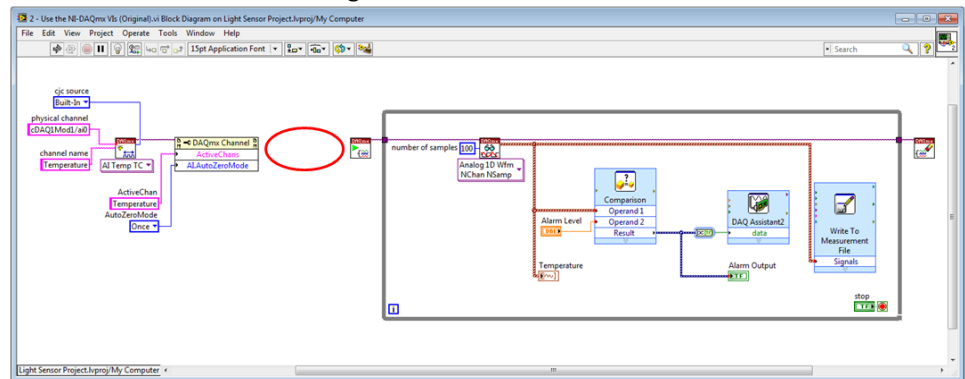 2 - Use the NI-DAQmx VIs (Original).vi Block Diagram on Light Sensor Project.lvproj/My Computer
File Edit View Project Operate Tools Window Help
15pt Application Font
Search
2
cjc source
Built-In
physical channel
cDAQ1Mod1/ai0
channel name
Temperature
AI Temp TC
DAQmx Channel
ActiveChans
AI.AutoZeroMode
ActiveChan
Temperature
AutoZeroMode
Once
number of samples
100
Analog 1D Wfm
NChan NSamp
Comparison
Operand 1
Operand 2
Result
Alarm Level
DBL
Temperature
DAQ Assistant2
data
Alarm Output
TF
Write To
Measurement
File
Signals
stop
TF
i
Light Sensor Project.lvproj/My Computer